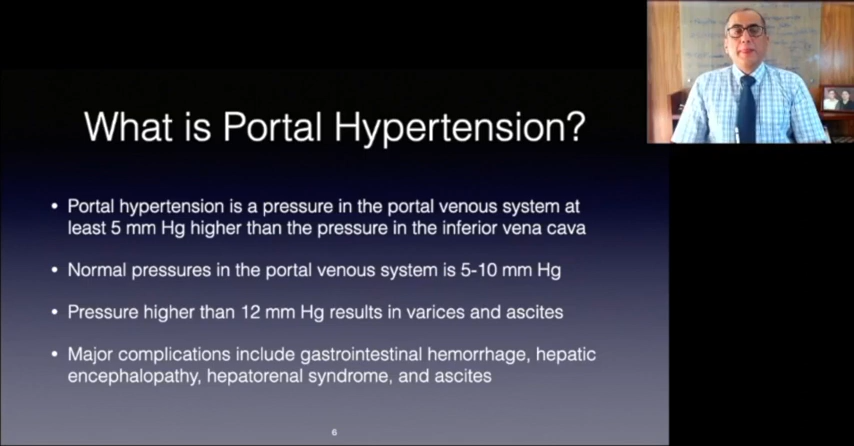 What is Portal Hypertension?
• Portal hypertension is a pressure in the portal venous system at
least 5 mm Hg higher than the pressure in the inferior vena cava
• Normal pressures in the portal venous system is 5-10 mm Hg
• Pressure higher than 12 mm Hg results in varices and ascites
• Major complications include gastrointestinal hemorrhage, hepatic
encephalopathy, hepatorenal syndrome, and ascites
6